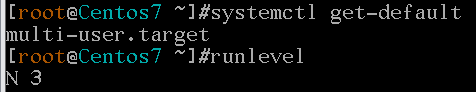 [root@Centos7 ~]#systemctl get-default
multi-user.target
[root@Centos7 ~]#runlevel
N 3